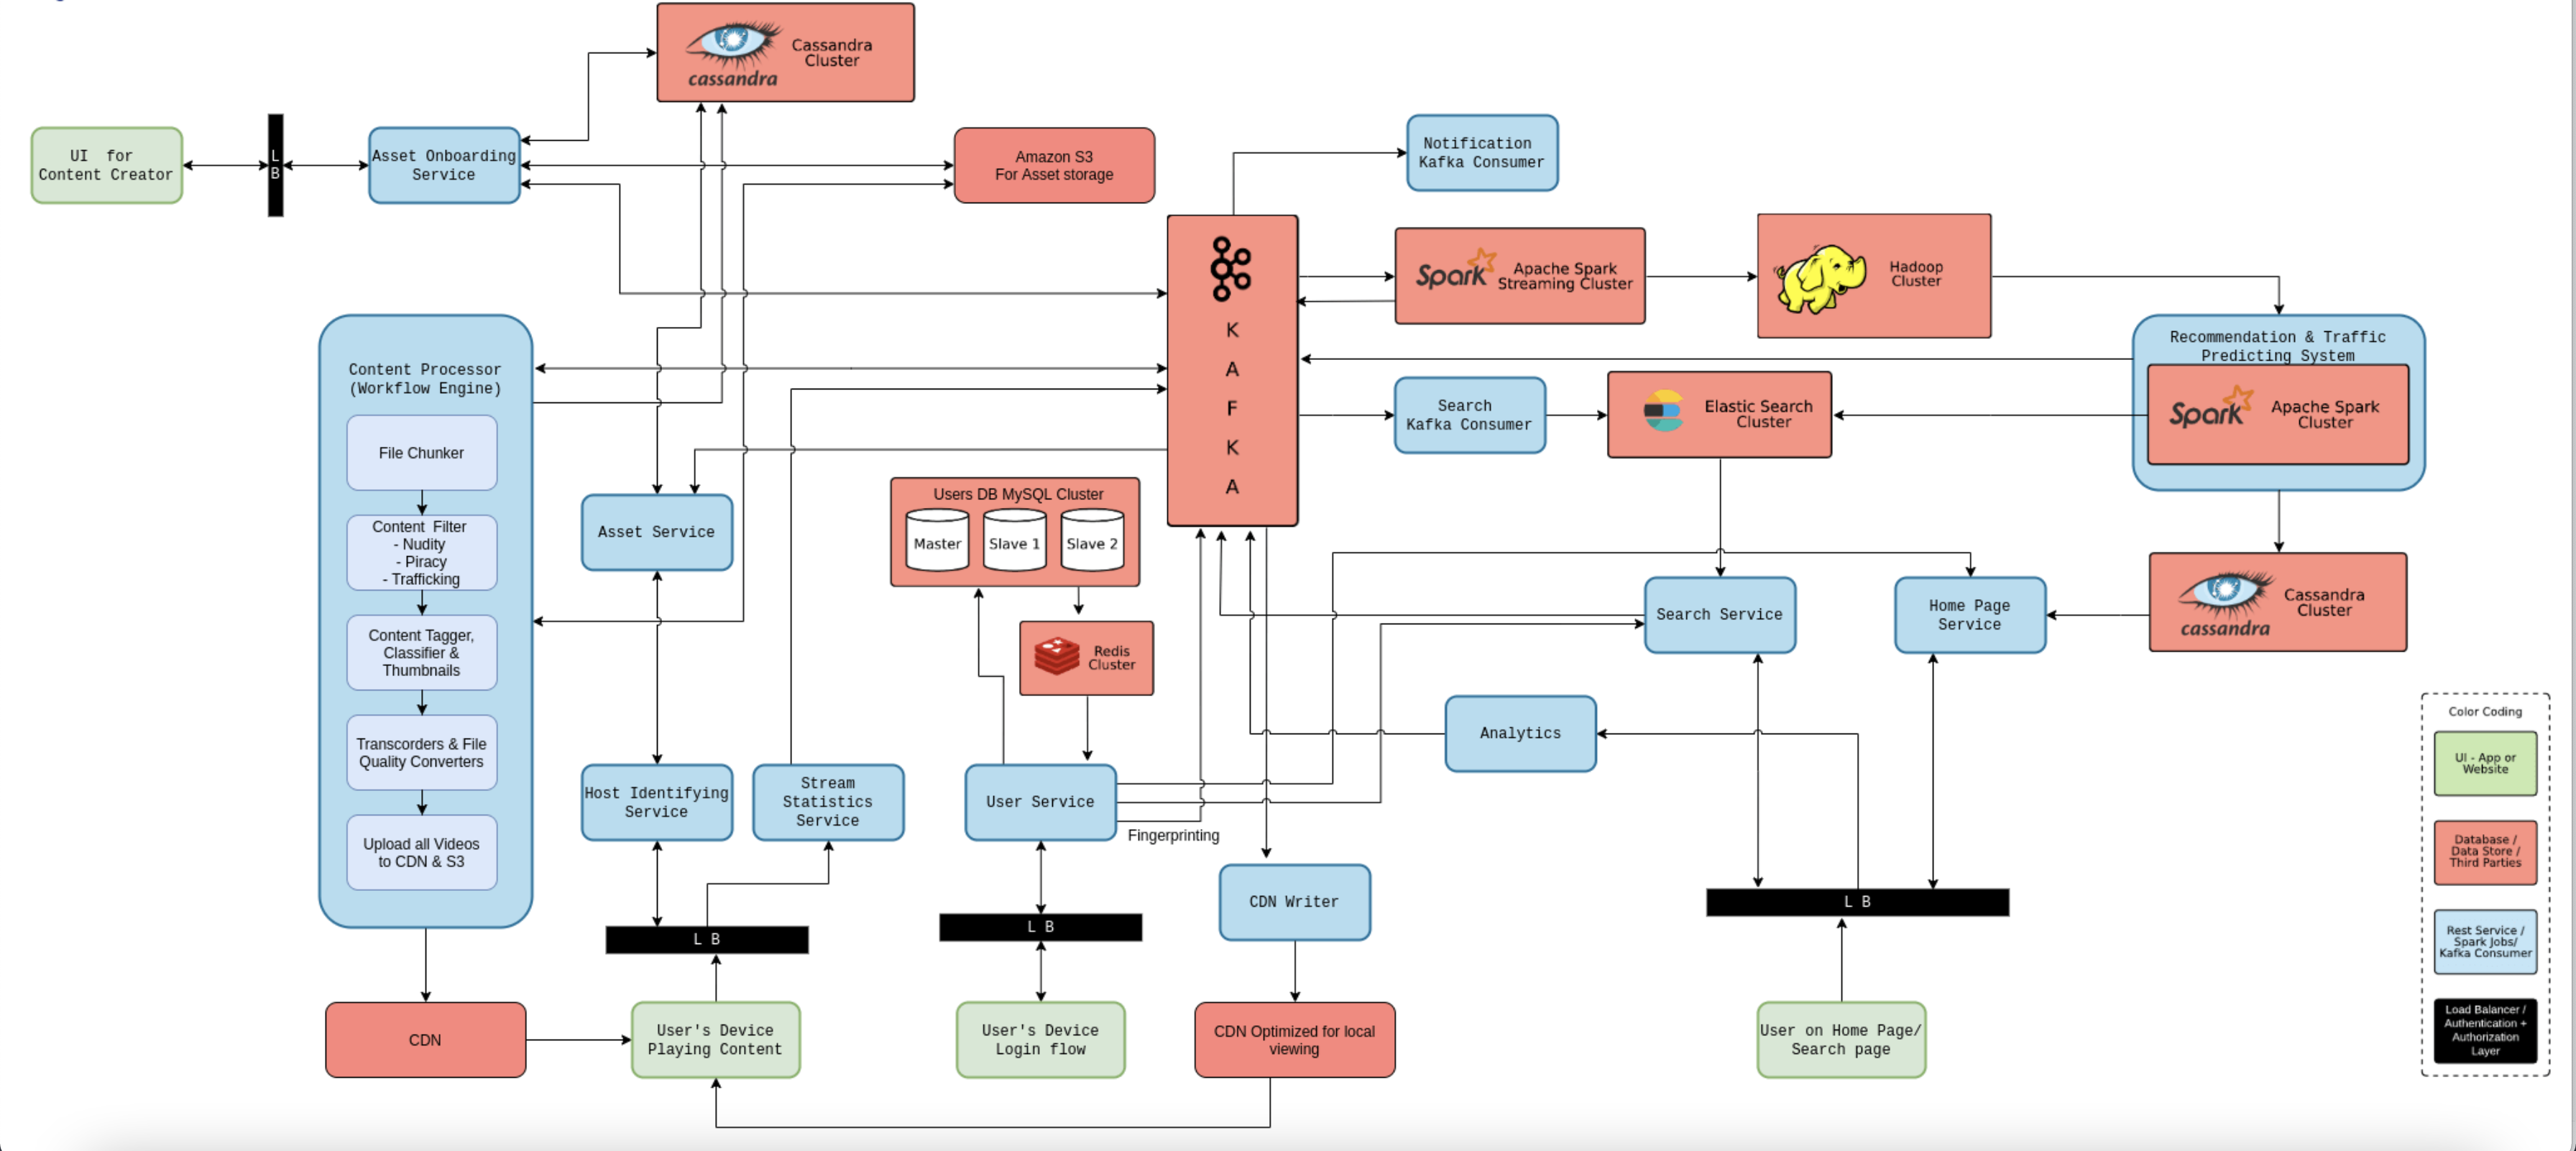 cassandra
Cassandra
Cluster
UI  for
Content Creator
L
B
Asset Onboarding
Service
Amazon S3
For Asset storage
Notification
Kafka Consumer
K
A
F
K
A
Spark
Apache Spark
Streaming Cluster
Hadoop
Cluster
Recommendation & Traffic
Predicting System
Spark
Apache Spark
Cluster
Search
Kafka Consumer
Elastic Search
Cluster
Content Processor
(Workflow Engine)
File Chunker
Content  Filter
- Nudity
- Piracy
- Trafficking
Content Tagger,
Classifier &
Thumbnails
Transcorders & File
Quality Converters
Upload all Videos
to CDN & S3
Asset Service
Users DB MySQL Cluster
Master
Slave 1
Slave 2
Redis
Cluster
Search Service
Home Page
Service
cassandra
Cassandra
Cluster
Analytics
Host Identifying
Service
Stream
Statistics
Service
User Service
Fingerprinting
CDN Writer
L B
L B
L B
CDN
User's Device
Playing Content
User's Device
Login flow
CDN Optimized for local
viewing
User on Home Page/
Search page
Color Coding
UI - App or
Website
Database /
Data Store /
Third Parties
Rest Service /
Spark Jobs/
Kafka Consumer
Load Balancer /
Authentication +
Authorization
Layer